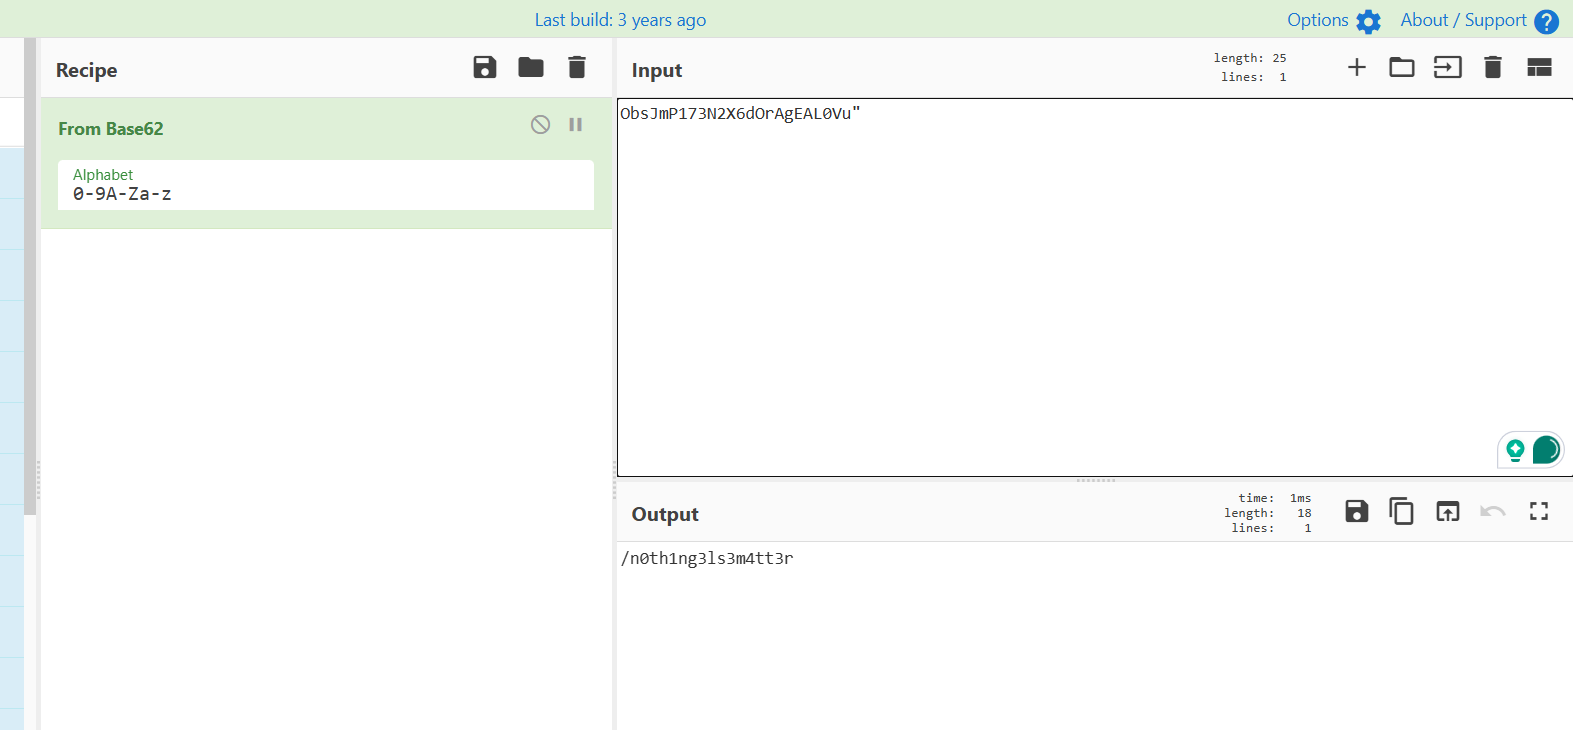 Last build: 3 years ago
Options
About / Support
Recipe
From Base62
Alphabet
0-9A-Za-z
Input
length: 25
lines: 1
ObsJmP173N2X6dOrAgEAL0Vu"
Output
time: 1ms
length: 18
lines: 1
/n0th1ng3ls3m4tt3r